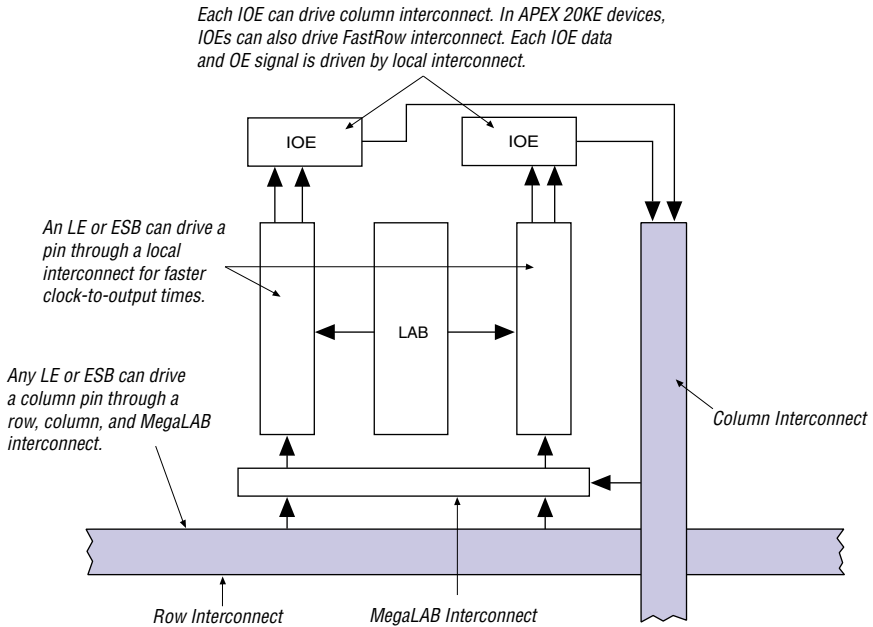 Each IOE can drive column interconnect. In APEX 20KE devices,
IOEs can also drive FastRow interconnect. Each IOE data
and OE signal is driven by local interconnect.
IOE
IOE
An LE or ESB can drive a
pin through a local
interconnect for faster
clock-to-output times.
LAB
Any LE or ESB can drive
a column pin through a
row, column, and MegaLAB
interconnect.
Column Interconnect
Row Interconnect
MegaLAB Interconnect